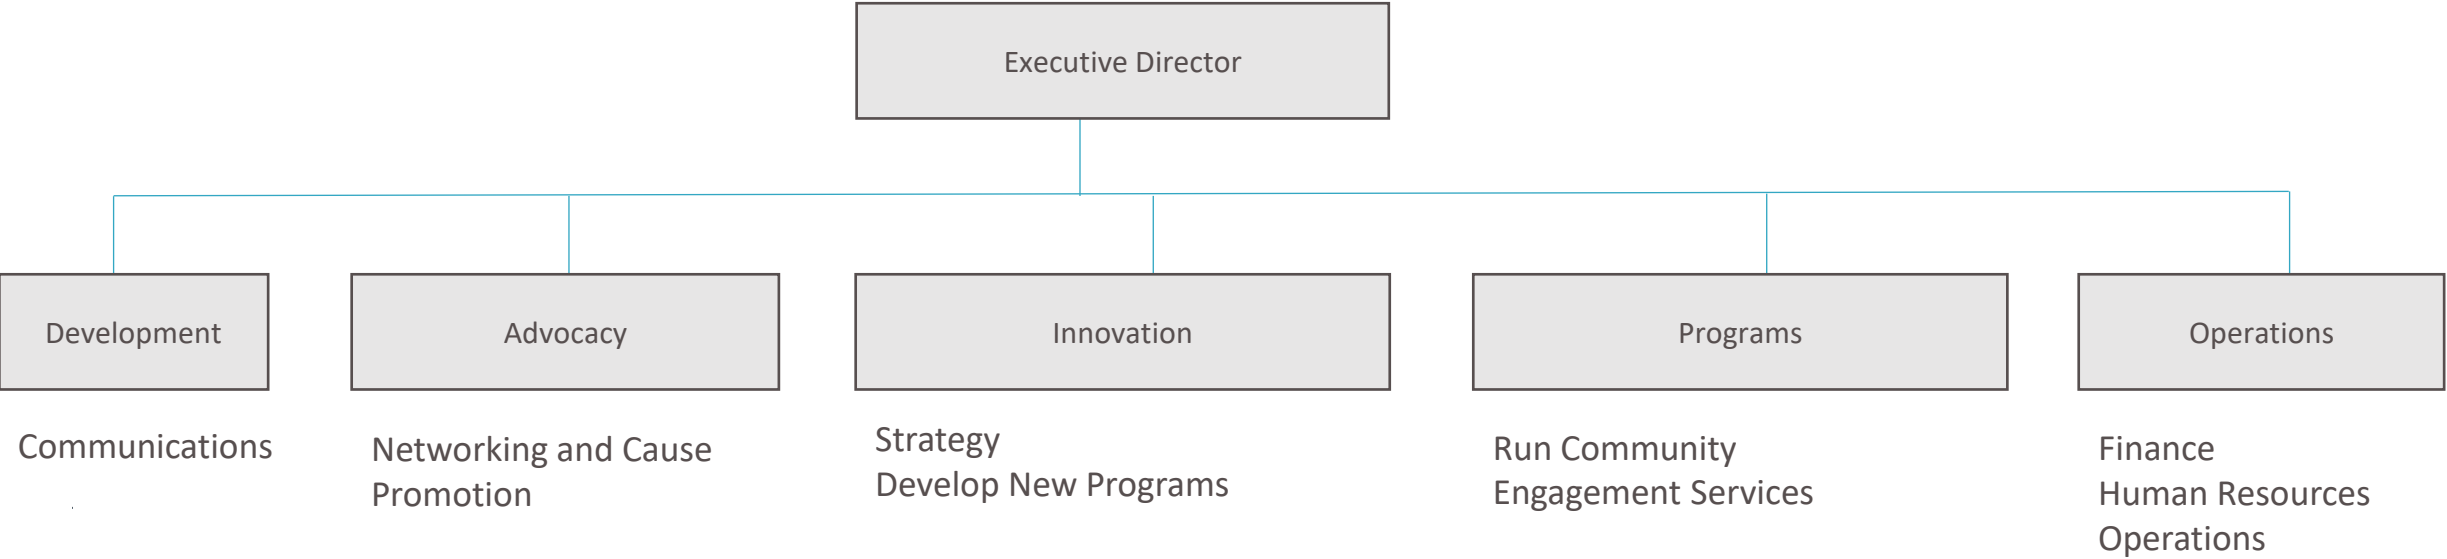 Executive Director
Development
Advocacy
Innovation
Programs
Operations
Communications
Networking and Cause
Promotion
Strategy
Develop New Programs
Run Community
Engagement Services
Finance
Human Resources
Operations